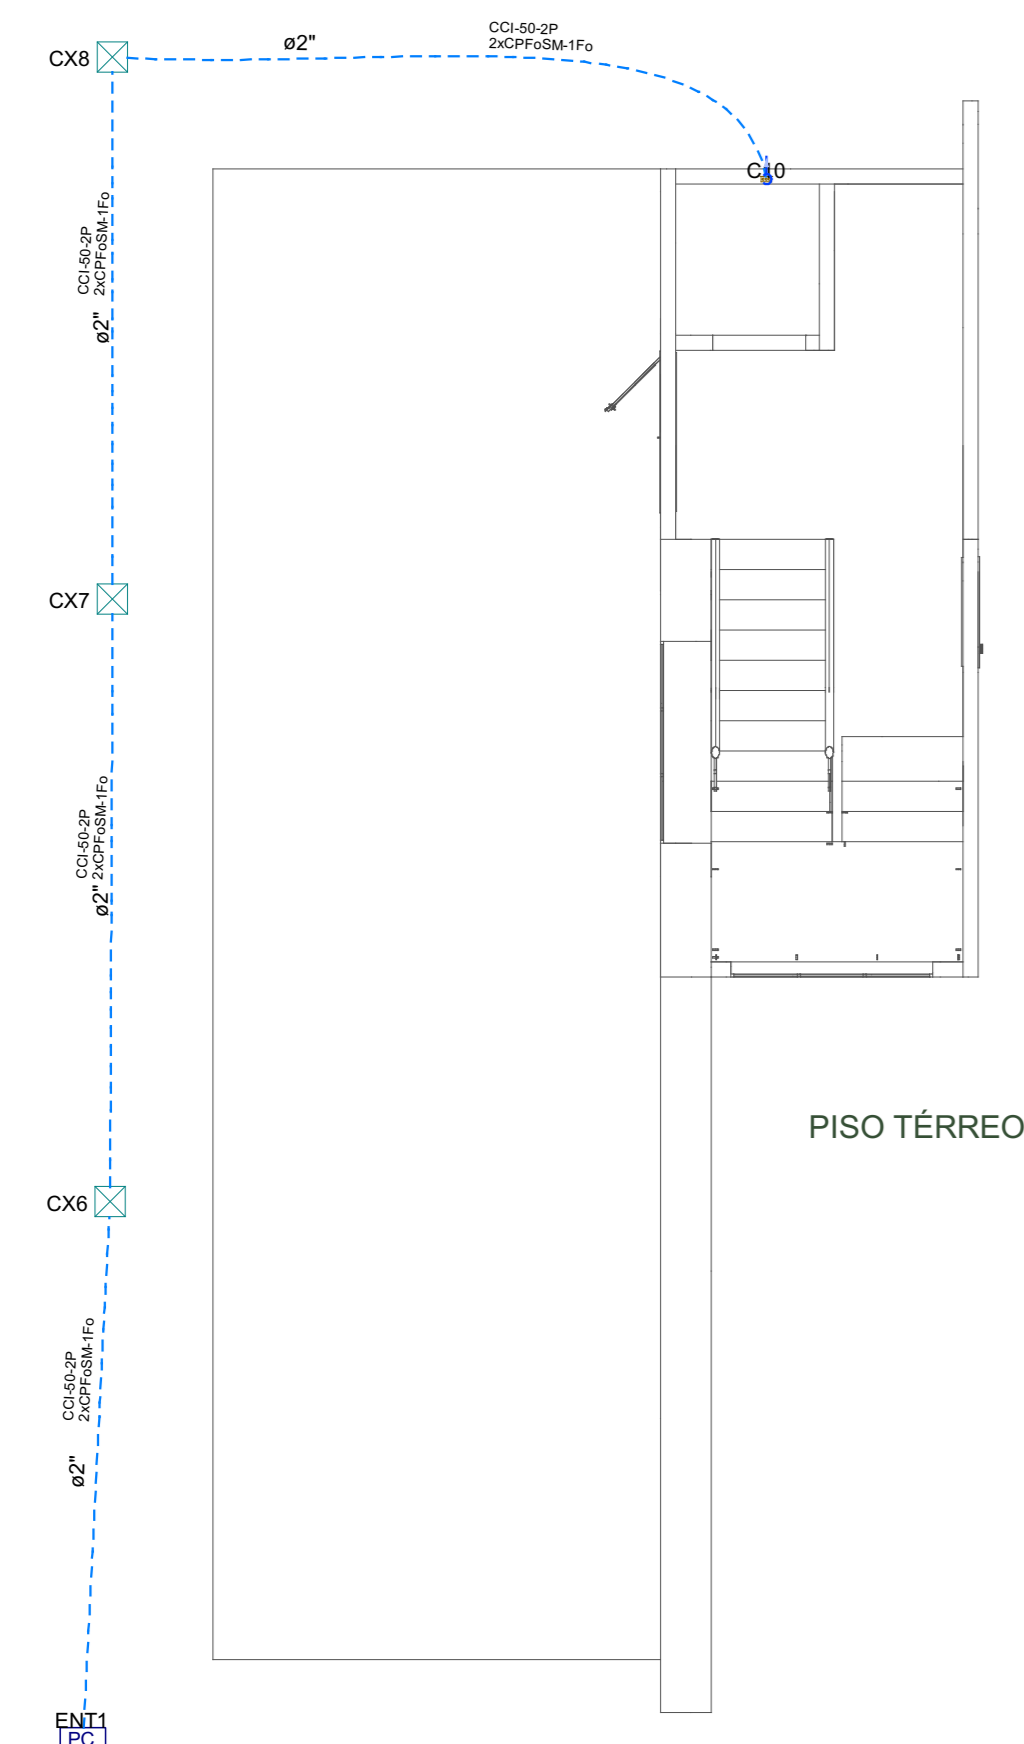 CCI-50-2P
2xCPFoSM-1Fo
ø2"
CX8
C10
CCI-50-2P
2xCPFoSM-1Fo
ø2"
CX7
CCI-50-2P
2xCPFoSM-1Fo
ø2"
PISO TÉRREO
CX6
CCI-50-2P
2xCPFoSM-1Fo
ø2"
ENT1
PC